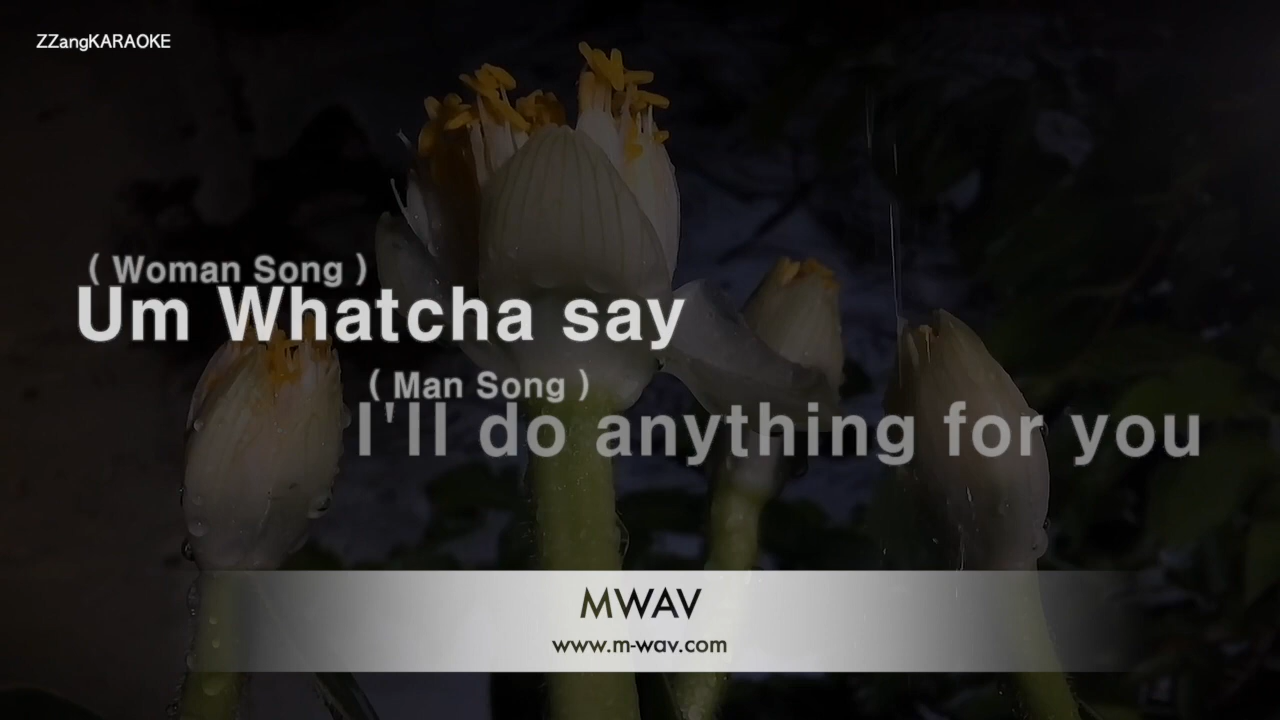 ZZangKARAOKE
( Woman Song )
Um Whatcha say
( Man Song )
I'll do anything for you
MWAV
www.m-wav.com